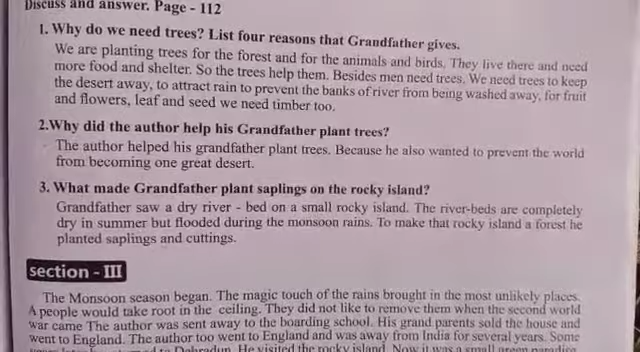 Discuss and answer. Page - 112
1. Why do we need trees? List four reasons that Grandfather gives.
We are planting trees for the forest and for the animals and birds. They live there and need
more food and shelter. So the trees help them. Besides men need trees. We need trees to keep
the desert away, to attract rain to prevent the banks of river from being washed away, for fruit
and flowers, leaf and seed we need timber too.
2.Why did the author help his Grandfather plant trees?
The author helped his grandfather plant trees. Because he also wanted to prevent the world
from becoming one great desert.
3. What made Grandfather plant saplings on the rocky island?
Grandfather saw a dry river - bed on a small rocky island. The river-beds are completely
dry in summer but flooded during the monsoon rains. To make that rocky island a forest he
planted saplings and cuttings.
section - III
The Monsoon season began. The magic touch of the rains brought in the most unlikely places.
A people would take root in the ceiling. They did not like to remove them when the second world
war came The author was sent away to the boarding school. His grand parents sold the house and
went to England. The author too went to England and was away from India for several years. Some
Dehradun. He visited the rocky island. Now it was a small green paradise